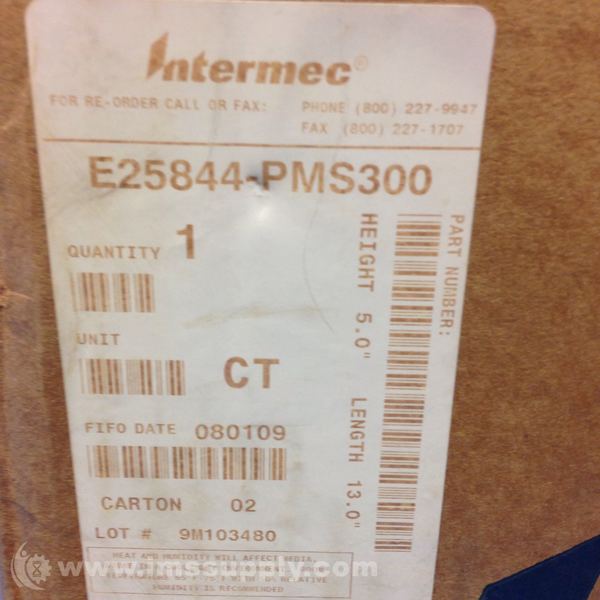 Intermec®
FOR RE-ORDER CALL OR FAX: PHONE (800) 227-9947
FAX (800) 227-1707
E25844-PMS300
QUANTITY 1
UNIT CT
FIFO DATE 080109
CARTON 02
LOT # 9M103480
HEIGHT 5.0" LENGTH 13.0"
PART NUMBER:
HEAT AND HUMIDITY WILL AFFECT MEDIA.
HUMIDITY IS RECOMMENDED
www.imssupply.com